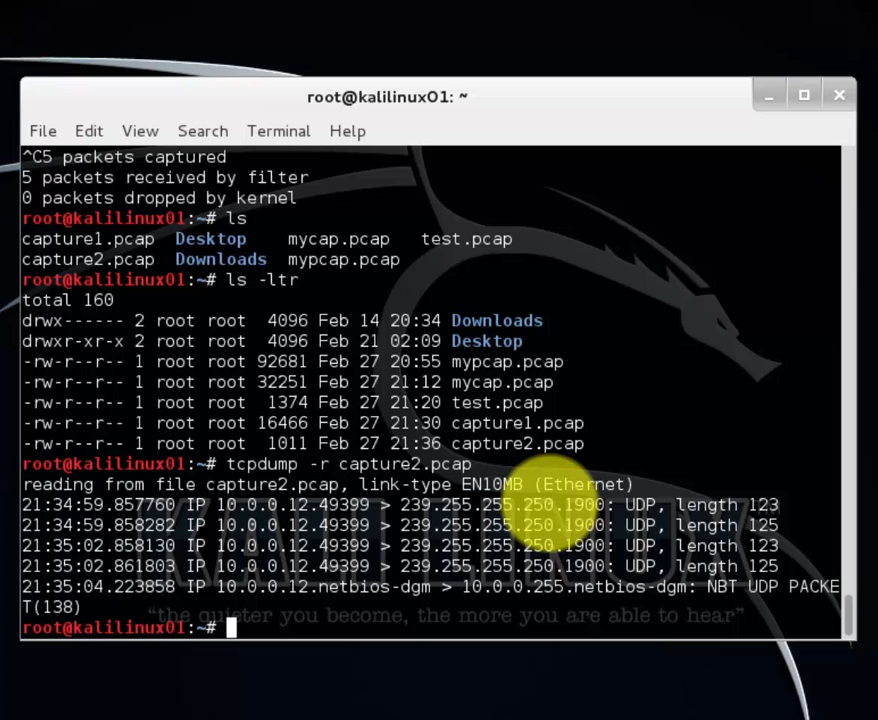 root@kalilinux01: ~
File Edit View Search Terminal Help
^C5 packets captured
5 packets received by filter
0 packets dropped by kernel
root@kalilinux01:~# ls
capture1.pcap  Desktop    mycap.pcap   test.pcap
capture2.pcap  Downloads  mypcap.pcap
root@kalilinux01:~# ls -ltr
total 160
drwx------ 2 root root  4096 Feb 14 20:34 Downloads
drwxr-xr-x 2 root root  4096 Feb 21 02:09 Desktop
-rw-r--r-- 1 root root 92681 Feb 27 20:55 mypcap.pcap
-rw-r--r-- 1 root root 32251 Feb 27 21:12 mycap.pcap
-rw-r--r-- 1 root root  1374 Feb 27 21:20 test.pcap
-rw-r--r-- 1 root root 16466 Feb 27 21:30 capture1.pcap
-rw-r--r-- 1 root root  1011 Feb 27 21:36 capture2.pcap
root@kalilinux01:~# tcpdump -r capture2.pcap
reading from file capture2.pcap, link-type EN10MB (Ethernet)
21:34:59.857760 IP 10.0.0.12.49399 > 239.255.255.250.1900: UDP, length 123
21:34:59.858282 IP 10.0.0.12.49399 > 239.255.255.250.1900: UDP, length 125
21:35:02.858130 IP 10.0.0.12.49399 > 239.255.255.250.1900: UDP, length 123
21:35:02.861803 IP 10.0.0.12.49399 > 239.255.255.250.1900: UDP, length 125
21:35:04.223858 IP 10.0.0.12.netbios-dgm > 10.0.0.255.netbios-dgm: NBT UDP PACKE
T(138)
root@kalilinux01:~#
KALI LINUX
“the quieter you become, the more you are able to hear”